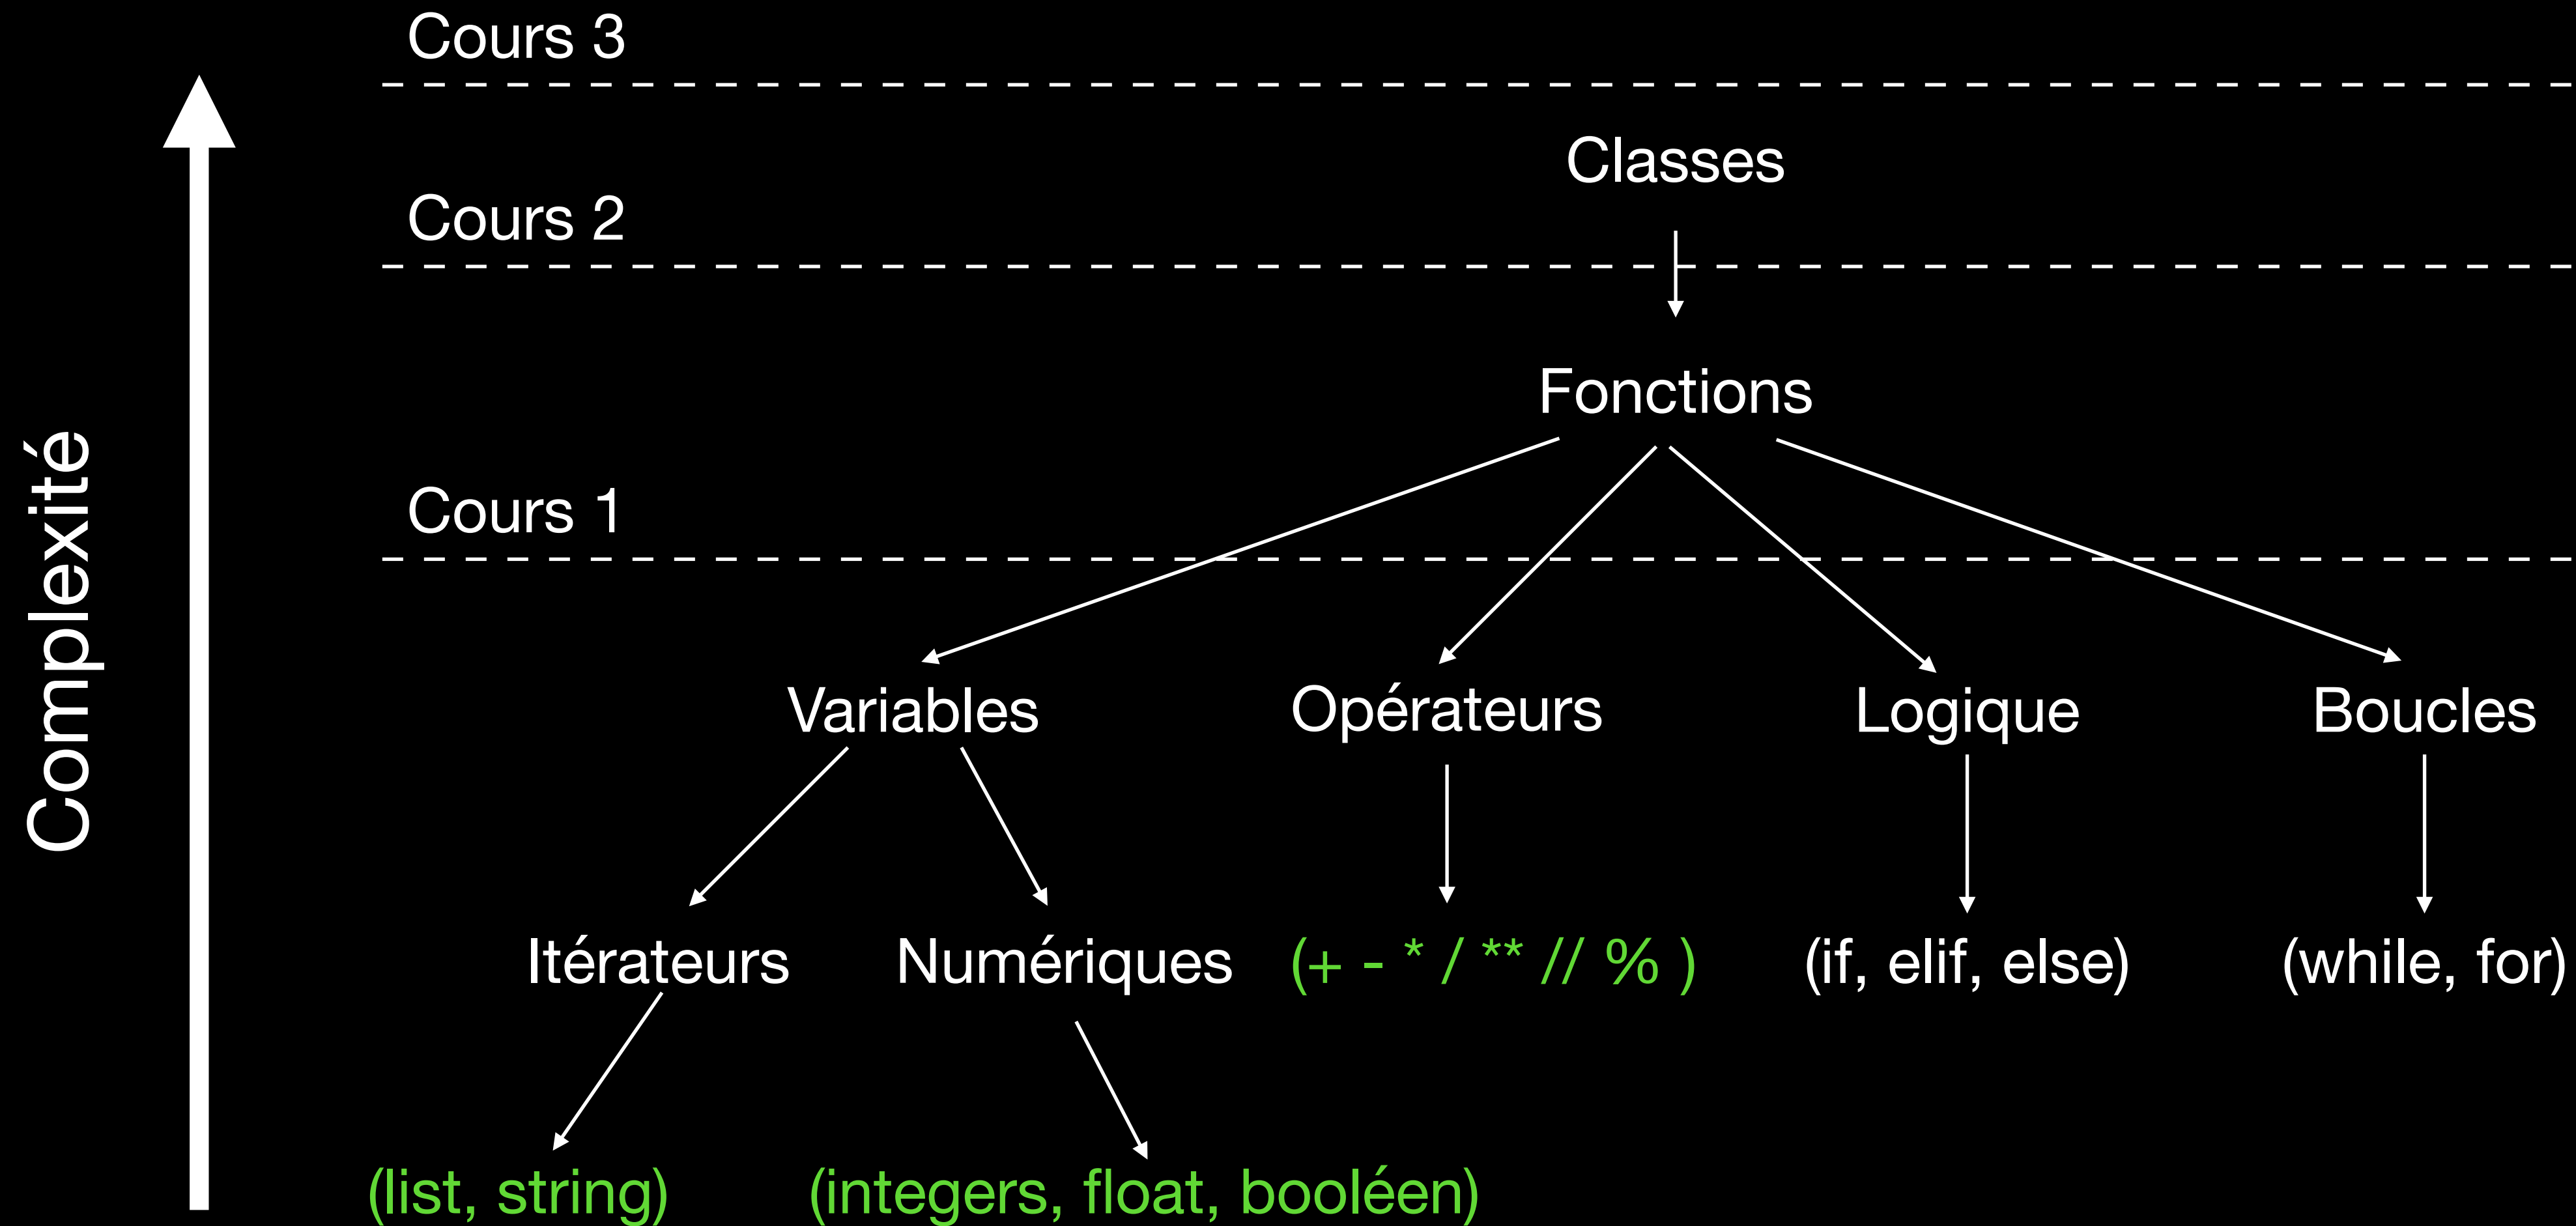 Cours 3
Classes
Cours 2
Fonctions
Complexité
Cours 1
Variables
Opérateurs
Logique
Boucles
Itérateurs
Numériques
(+ - * / ** // % )
(if, elif, else)
(while, for)
(list, string)
(integers, float, booléen)